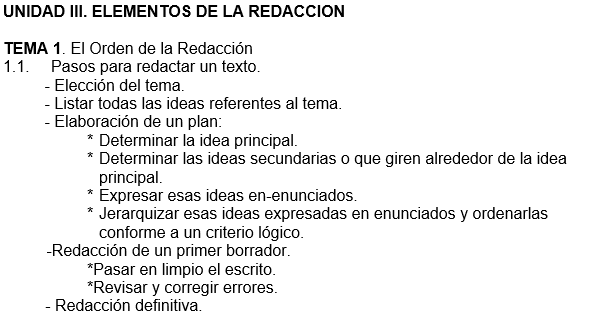 UNIDAD III. ELEMENTOS DE LA REDACCION
TEMA 1. El Orden de la Redacción
1.1. Pasos para redactar un texto.
- Elección del tema.
- Listar todas las ideas referentes al tema.
- Elaboración de un plan:
* Determinar la idea principal.
* Determinar las ideas secundarias o que giren alrededor de la idea
principal.
* Expresar esas ideas en-enunciados.
* Jerarquizar esas ideas expresadas en enunciados y ordenarlas
conforme a un criterio lógico.
-Redacción de un primer borrador.
*Pasar en limpio el escrito.
*Revisar y corregir errores.
- Redacción definitiva.